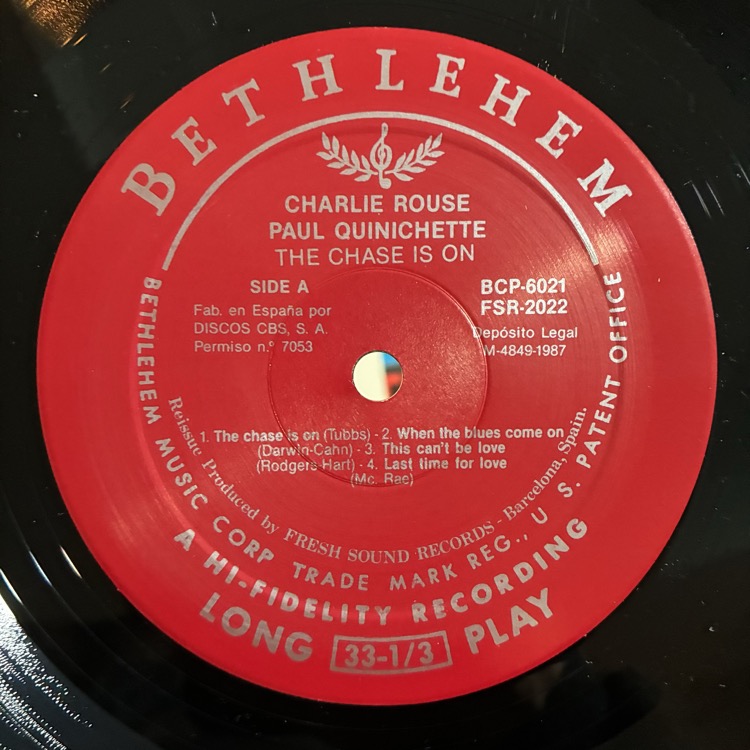 BETHLEHEM
CHARLIE ROUSE
PAUL QUINICHETTE
THE CHASE IS ON
SIDE A
BCP-6021
FSR-2022
Fab. en España por
DISCOS CBS, S. A.
Permiso n.º 7053
Depósito Legal
M-4849-1987
1. The chase is on (Tubbs) - 2. When the blues come on
(Darwin-Cahn) - 3. This can't be love
(Rodgers-Hart) - 4. Last time for love
(Mc. Rae)
Reissue Produced by FRESH SOUND RECORDS - Barcelona, Spain.
BETHLEHEM MUSIC CORP TRADE MARK REG., U S. PATENT OFFICE
A HI-FIDELITY RECORDING
LONG 33-1/3 PLAY